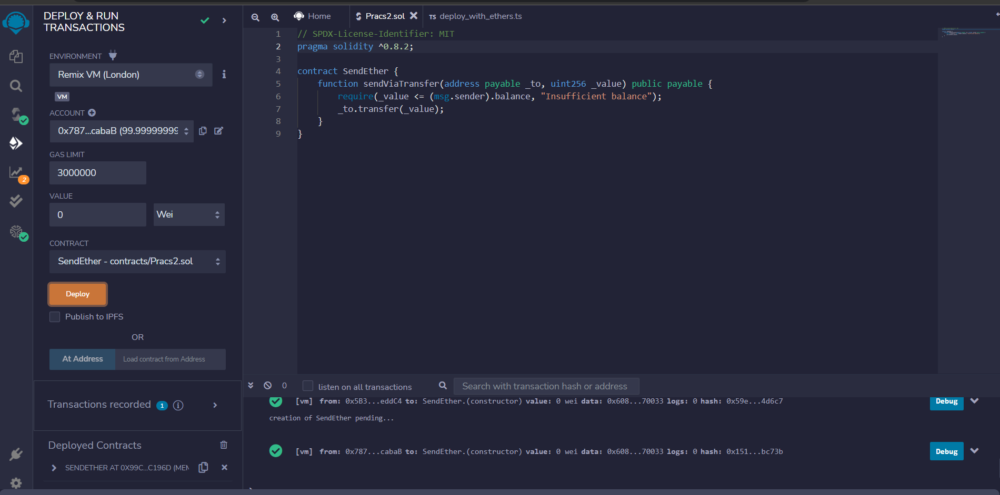 DEPLOY & RUN
TRANSACTIONS
ENVIRONMENT
Remix VM (London)
VM
ACCOUNT
0x787...cabaB (99.99999999
GAS LIMIT
3000000
VALUE
0
Wei
CONTRACT
SendEther - contracts/Pracs2.sol
Deploy
Publish to IPFS
OR
At Address
Load contract from Address
Transactions recorded 1
Deployed Contracts
SENDETHER AT 0X99C...C196D (MEM
2
Home
Pracs2.sol
TS deploy_with_ethers.ts
1 // SPDX-License-Identifier: MIT
2 pragma solidity ^0.8.2;
3
4 contract SendEther {
5 function sendViaTransfer(address payable _to, uint256 _value) public payable {
6 require(_value <= (msg.sender).balance, "Insufficient balance");
7 _to.transfer(_value);
8 }
9 }
0
listen on all transactions
Search with transaction hash or address
[vm] from: 0x5B3...eddC4 to: SendEther.(constructor) value: 0 wei data: 0x608...70033 logs: 0 hash: 0x59e...4d6c7
Debug
creation of SendEther pending...
[vm] from: 0x787...cabaB to: SendEther.(constructor) value: 0 wei data: 0x608...70033 logs: 0 hash: 0x151...bc73b
Debug